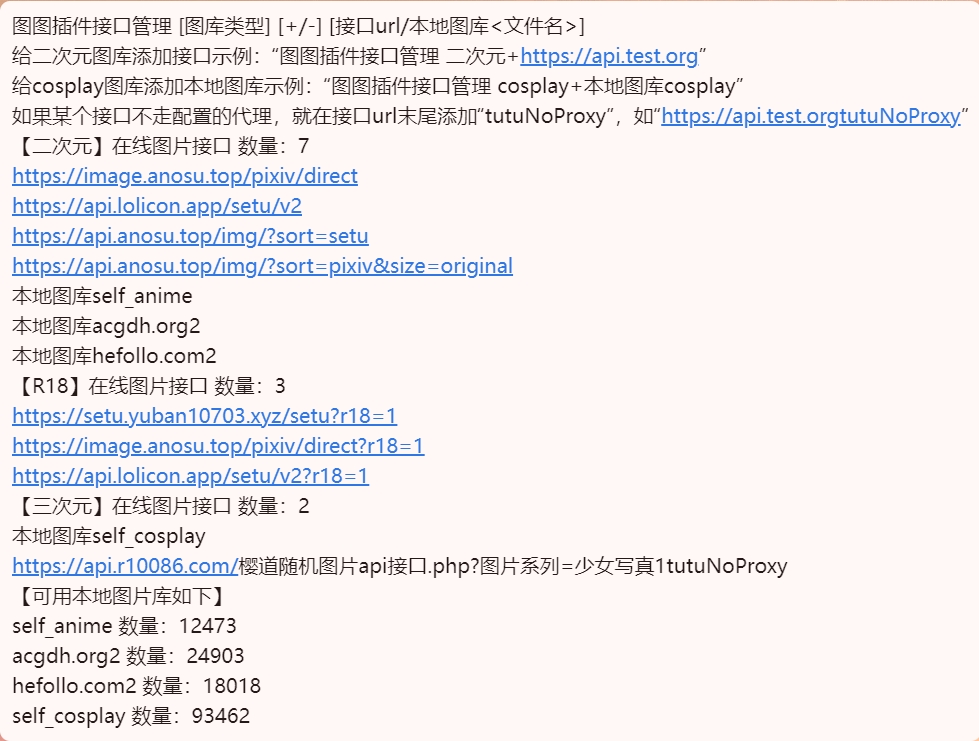 图图插件接口管理 [图库类型] [+/-] [接口url/本地图库<文件名>]
给二次元图库添加接口示例：“图图插件接口管理 二次元+https://api.test.org”
给cosplay图库添加本地图库示例：“图图插件接口管理 cosplay+本地图库cosplay”
如果某个接口不走配置的代理，就在接口url末尾添加“tutuNoProxy”，如“https://api.test.orgtutuNoProxy”
【二次元】在线图片接口 数量：7
https://image.anosu.top/pixiv/direct
https://api.lolicon.app/setu/v2
https://api.anosu.top/img/?sort=setu
https://api.anosu.top/img/?sort=pixiv&size=original
本地图库self_anime
本地图库acgdh.org2
本地图库hefollo.com2
【R18】在线图片接口 数量：3
https://setu.yuban10703.xyz/setu?r18=1
https://image.anosu.top/pixiv/direct?r18=1
https://api.lolicon.app/setu/v2?r18=1
【三次元】在线图片接口 数量：2
本地图库self_cosplay
https://api.r10086.com/樱道随机图片api接口.php?图片系列=少女写真1tutuNoProxy
【可用本地图片库如下】
self_anime 数量：12473
acgdh.org2 数量：24903
hefollo.com2 数量：18018
self_cosplay 数量：93462